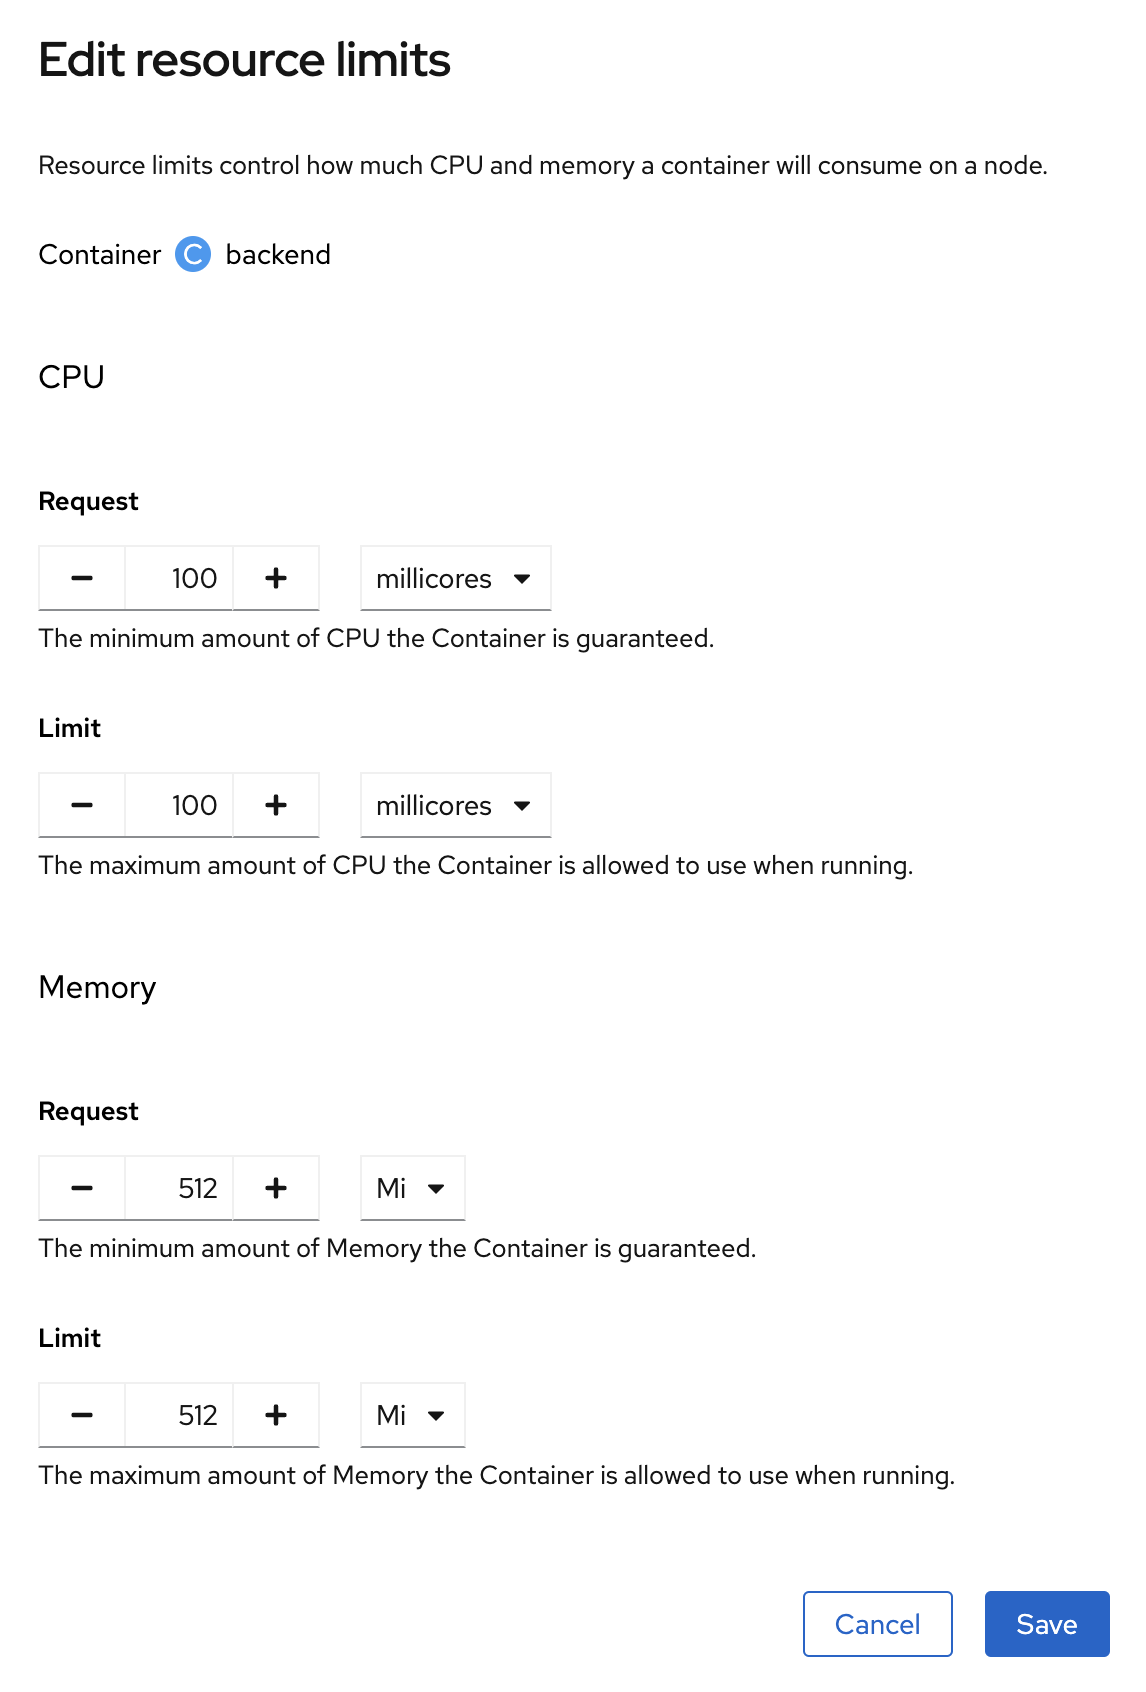 Edit resource limits
Resource limits control how much CPU and memory a container will consume on a node.
Container C backend
CPU
Request
100 millicores
The minimum amount of CPU the Container is guaranteed.
Limit
100 millicores
The maximum amount of CPU the Container is allowed to use when running.
Memory
Request
512 Mi
The minimum amount of Memory the Container is guaranteed.
Limit
512 Mi
The maximum amount of Memory the Container is allowed to use when running.
Cancel Save